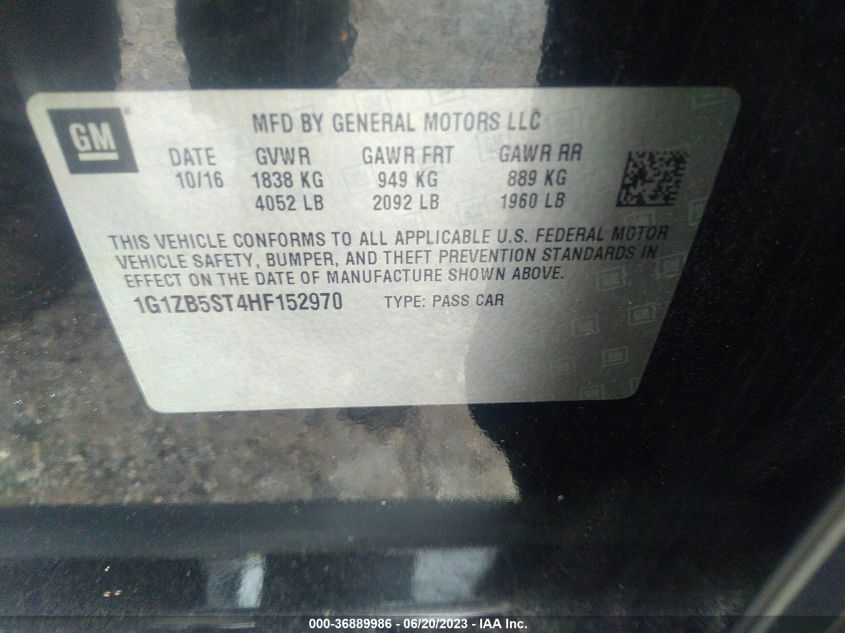 GM
MFD BY GENERAL MOTORS LLC
DATE GVWR GAWR FRT GAWR RR
10/16 1838 KG 949 KG 889 KG
4052 LB 2092 LB 1960 LB
THIS VEHICLE CONFORMS TO ALL APPLICABLE U.S. FEDERAL MOTOR
VEHICLE SAFETY, BUMPER, AND THEFT PREVENTION STANDARDS IN
EFFECT ON THE DATE OF MANUFACTURE SHOWN ABOVE.
1G1ZB5ST4HF152970 TYPE: PASS CAR
000-36889986 - 06/20/2023 - IAA Inc.